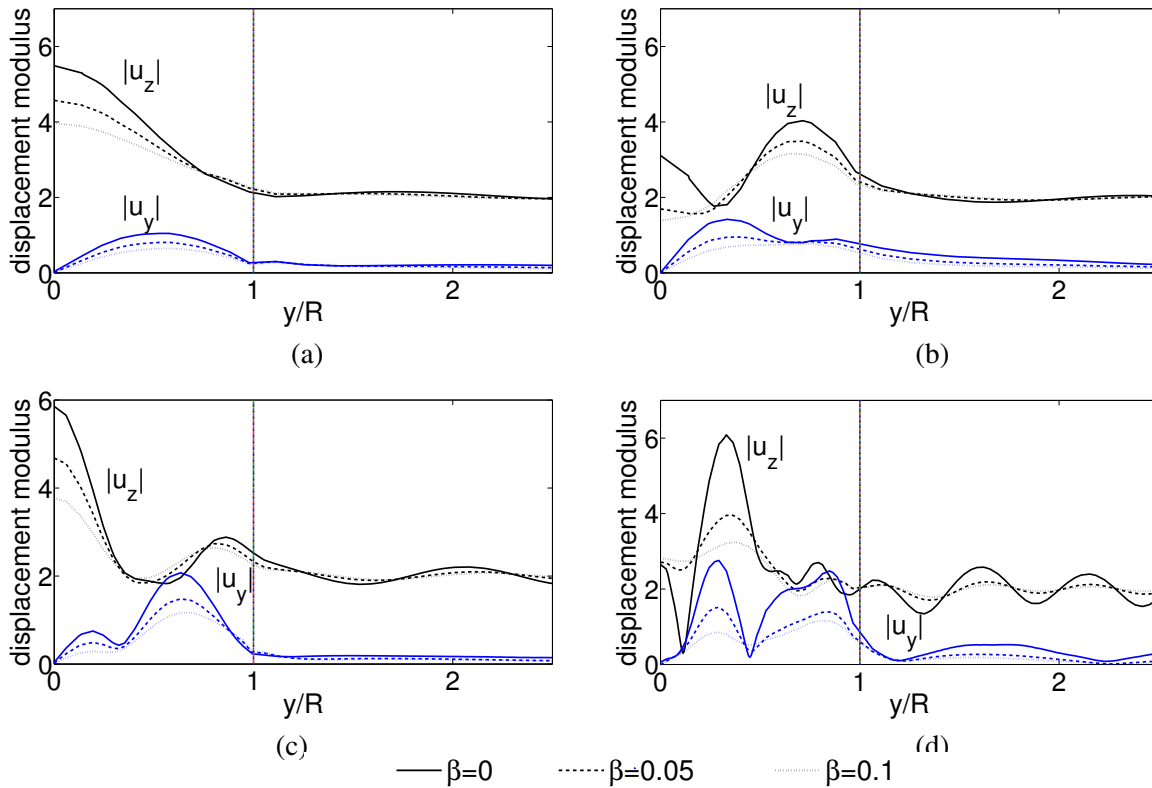 6
4
2
0
displacement modulus
|u_z|
|u_y|
0 1 2
y/R
(a)
6
4
2
0
displacement modulus
|u_z|
|u_y|
0 1 2
y/R
(b)
6
4
2
0
displacement modulus
|u_z|
|u_y|
0 1 2
y/R
(c)
6
4
2
0
displacement modulus
|u_z|
|u_y|
0 1 2
y/R
(d)
β=0 β=0.05 β=0.1